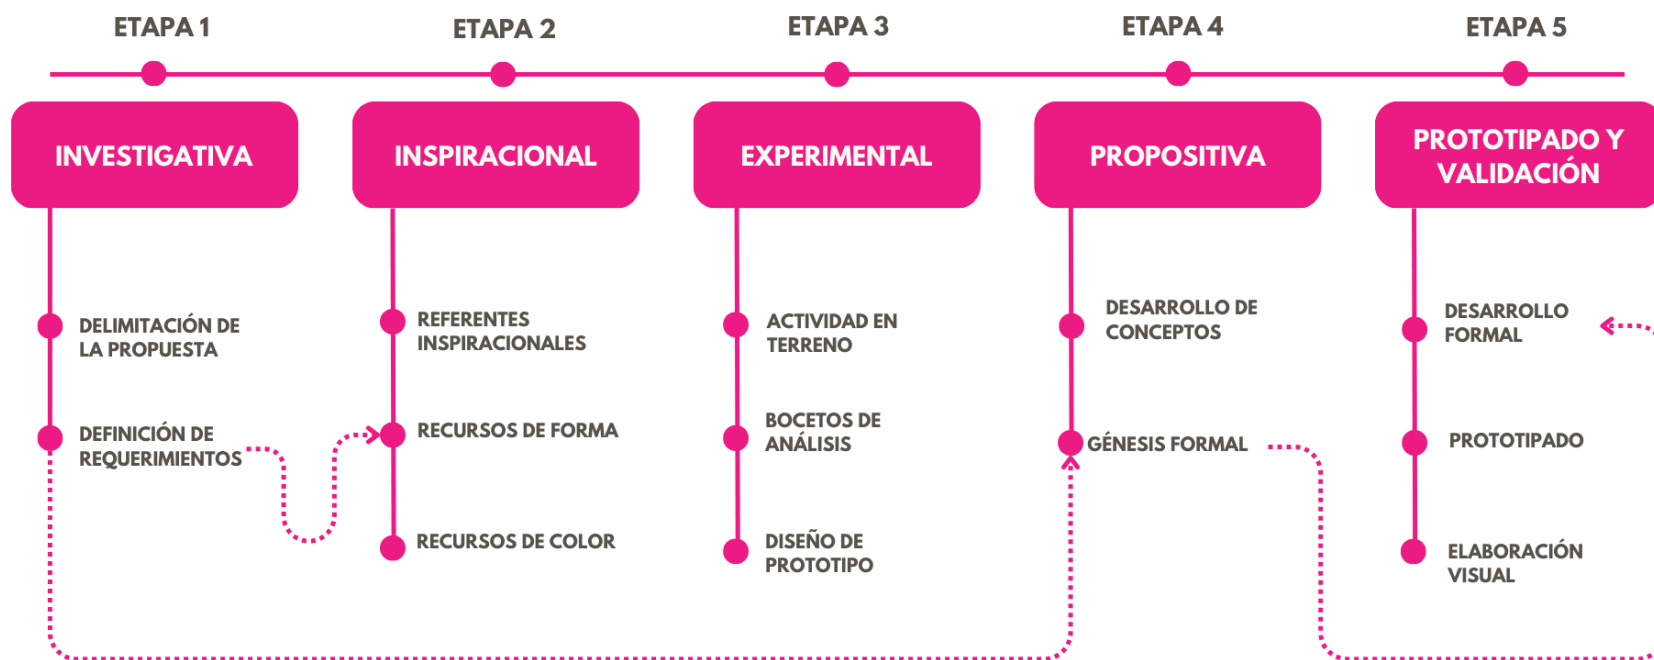 ETAPA 1
ETAPA 2
ETAPA 3
ETAPA 4
ETAPA 5
INVESTIGATIVA
INSPIRACIONAL
EXPERIMENTAL
PROPOSITIVA
PROTOTIPADO Y
VALIDACIÓN
DELIMITACIÓN DE
LA PROPUESTA
DEFINICIÓN DE
REQUERIMIENTOS
REFERENTES
INSPIRACIONALES
RECURSOS DE FORMA
RECURSOS DE COLOR
ACTIVIDAD EN
TERRENO
BOCETOS DE
ANÁLISIS
DISEÑO DE
PROTOTIPO
DESARROLLO DE
CONCEPTOS
GÉNESIS FORMAL
DESARROLLO
FORMAL
PROTOTIPADO
ELABORACIÓN
VISUAL